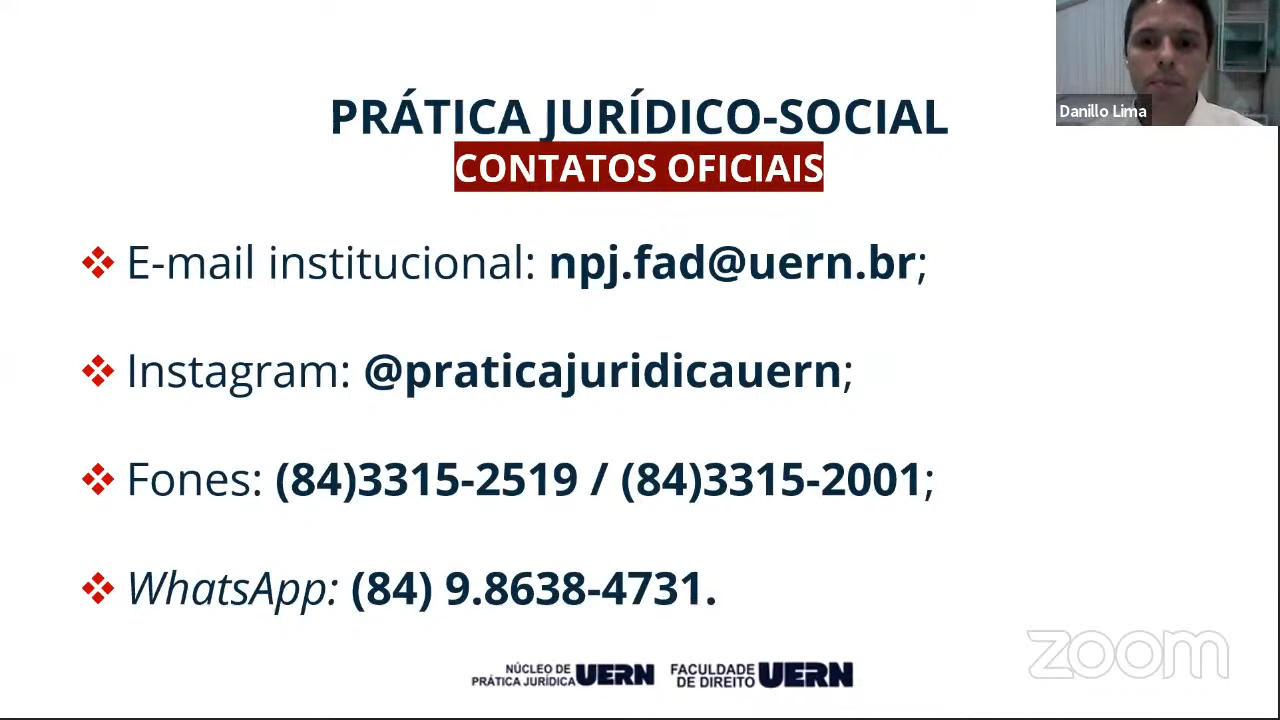 Danillo Lima
PRÁTICA JURÍDICO-SOCIAL
CONTATOS OFICIAIS
❖ E-mail institucional: npj.fad@uern.br;
❖ Instagram: @praticajuridicauern;
❖ Fones: (84)3315-2519 / (84)3315-2001;
❖ WhatsApp: (84) 9.8638-4731.
NÚCLEO DE
PRÁTICA JURÍDICA UERN
FACULDADE
DE DIREITO UERN
zoom